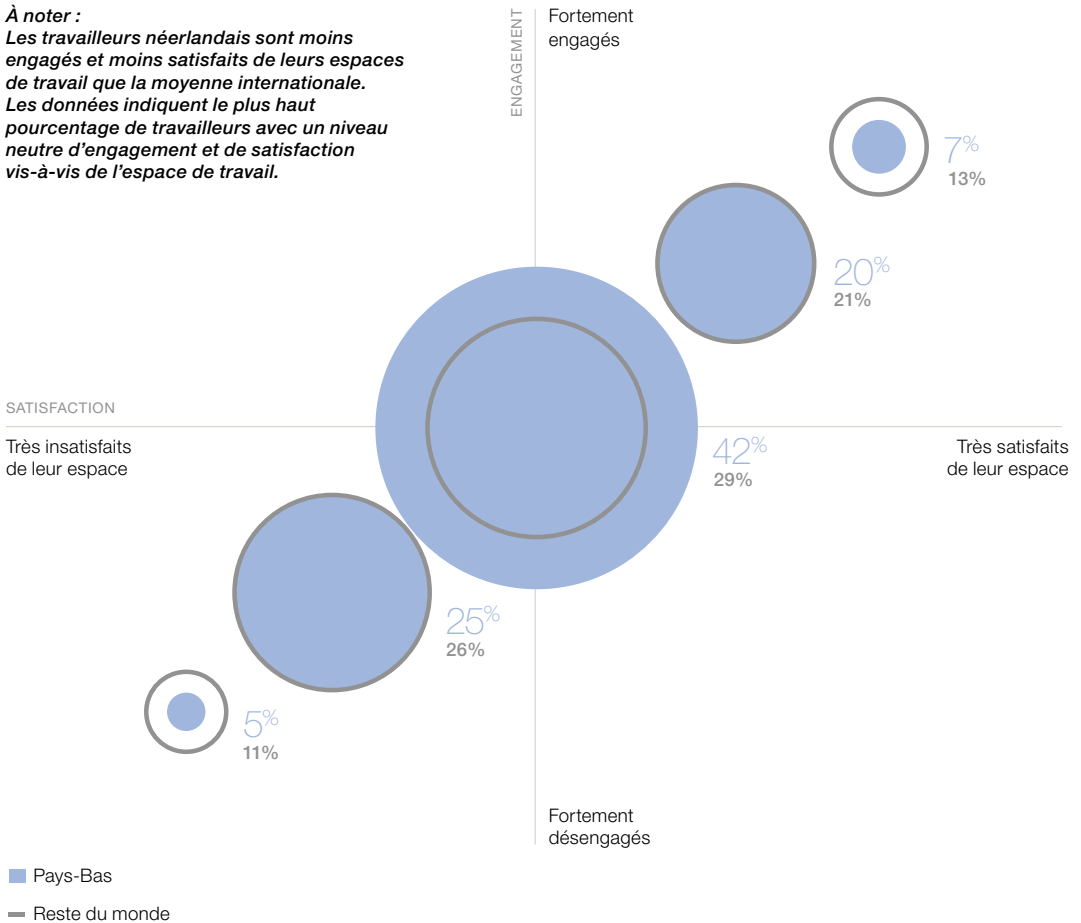 À noter :
Les travailleurs néerlandais sont moins
engagés et moins satisfaits de leurs espaces
de travail que la moyenne internationale.
Les données indiquent le plus haut
pourcentage de travailleurs avec un niveau
neutre d’engagement et de satisfaction
vis-à-vis de l’espace de travail.
ENGAGEMENT
Fortement
engagés
7%
13%
20%
21%
SATISFACTION
Très insatisfaits
de leur espace
42%
29%
Très satisfaits
de leur espace
25%
26%
5%
11%
Fortement
désengagés
Pays-Bas
Reste du monde